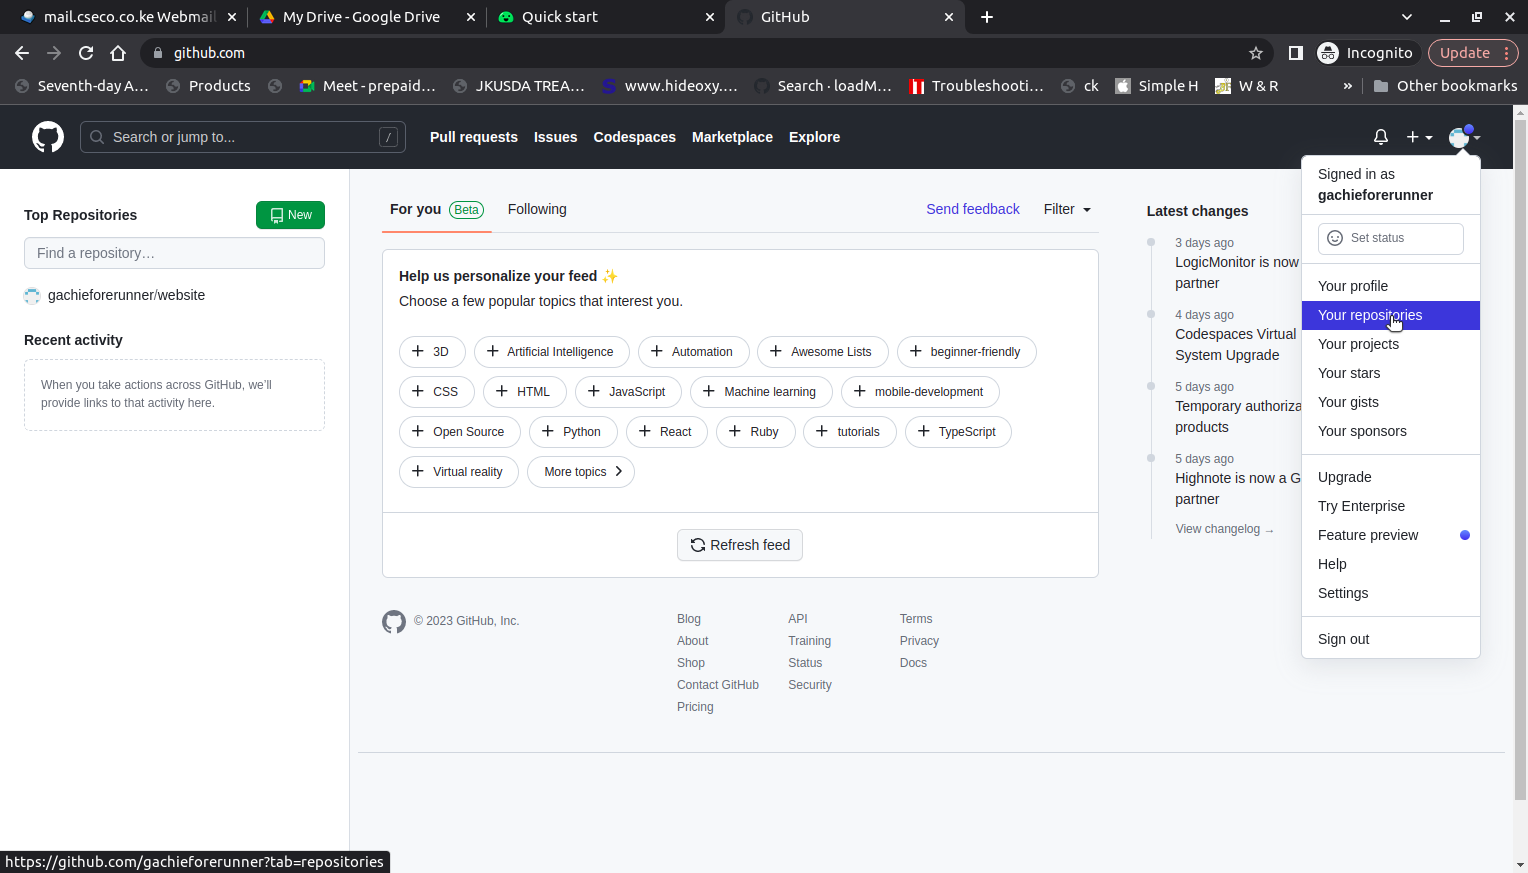 mail.cseco.co.ke Webmail
My Drive - Google Drive
Quick start
GitHub
github.com
Incognito
Update
Seventh-day A...
Products
Meet - prepaid...
JKUSDA TREA...
www.hideoxy....
Search · loadM...
Troubleshooti...
ck
Simple H
W & R
»
Other bookmarks
Search or jump to...
/
Pull requests
Issues
Codespaces
Marketplace
Explore
Top Repositories
New
Find a repository…
gachieforerunner/website
Recent activity
When you take actions across GitHub, we’ll
provide links to that activity here.
For you
Beta
Following
Send feedback
Filter
Help us personalize your feed ✨
Choose a few popular topics that interest you.
3D
Artificial Intelligence
Automation
Awesome Lists
beginner-friendly
CSS
HTML
JavaScript
Machine learning
mobile-development
Open Source
Python
React
Ruby
tutorials
TypeScript
Virtual reality
More topics
Refresh feed
© 2023 GitHub, Inc.
Blog
About
Shop
Contact GitHub
Pricing
API
Training
Status
Security
Terms
Privacy
Docs
Latest changes
3 days ago
LogicMonitor is now
partner
4 days ago
Codespaces Virtual
System Upgrade
5 days ago
Temporary authoriza
products
5 days ago
Highnote is now a G
partner
View changelog →
Signed in as
gachieforerunner
Set status
Your profile
Your repositories
Your projects
Your stars
Your gists
Your sponsors
Upgrade
Try Enterprise
Feature preview
Help
Settings
Sign out
https://github.com/gachieforerunner?tab=repositories